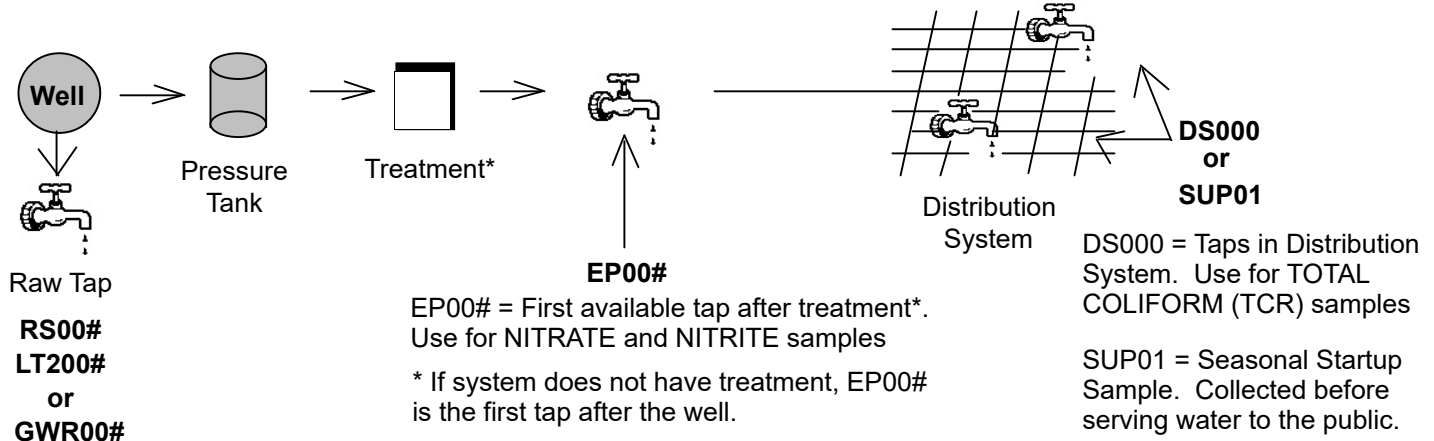 Well
Pressure
Tank
Treatment*
Raw Tap
RS00#
LT200#
or
GWR00#
EP00#
EP00# = First available tap after treatment*.
Use for NITRATE and NITRITE samples
* If system does not have treatment, EP00#
is the first tap after the well.
Distribution
System
DS000
or
SUP01
DS000 = Taps in Distribution
System.  Use for TOTAL
COLIFORM (TCR) samples
SUP01 = Seasonal Startup
Sample.  Collected before
serving water to the public.